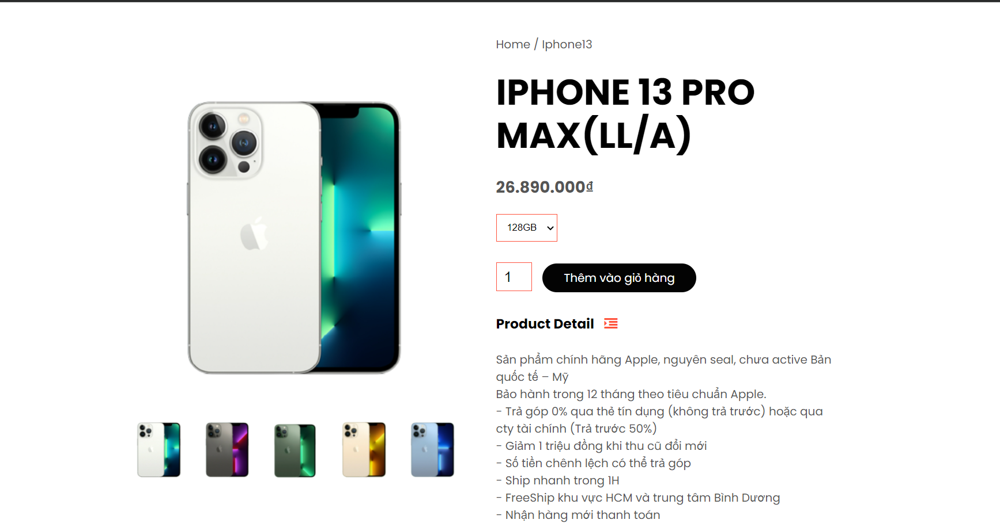 Home / Iphone13
IPHONE 13 PRO
MAX(LL/A)
26.890.000₫
128GB
1
Thêm vào giỏ hàng
Product Detail
Sản phẩm chính hãng Apple, nguyên seal, chưa active Bản
quốc tế – Mỹ
Bảo hành trong 12 tháng theo tiêu chuẩn Apple.
- Trả góp 0% qua thẻ tín dụng (không trả trước) hoặc qua
cty tài chính (Trả trước 50%)
- Giảm 1 triệu đồng khi thu cũ đổi mới
- Số tiền chênh lệch có thể trả góp
- Ship nhanh trong 1H
- FreeShip khu vực HCM và trung tâm Bình Dương
- Nhận hàng mới thanh toán